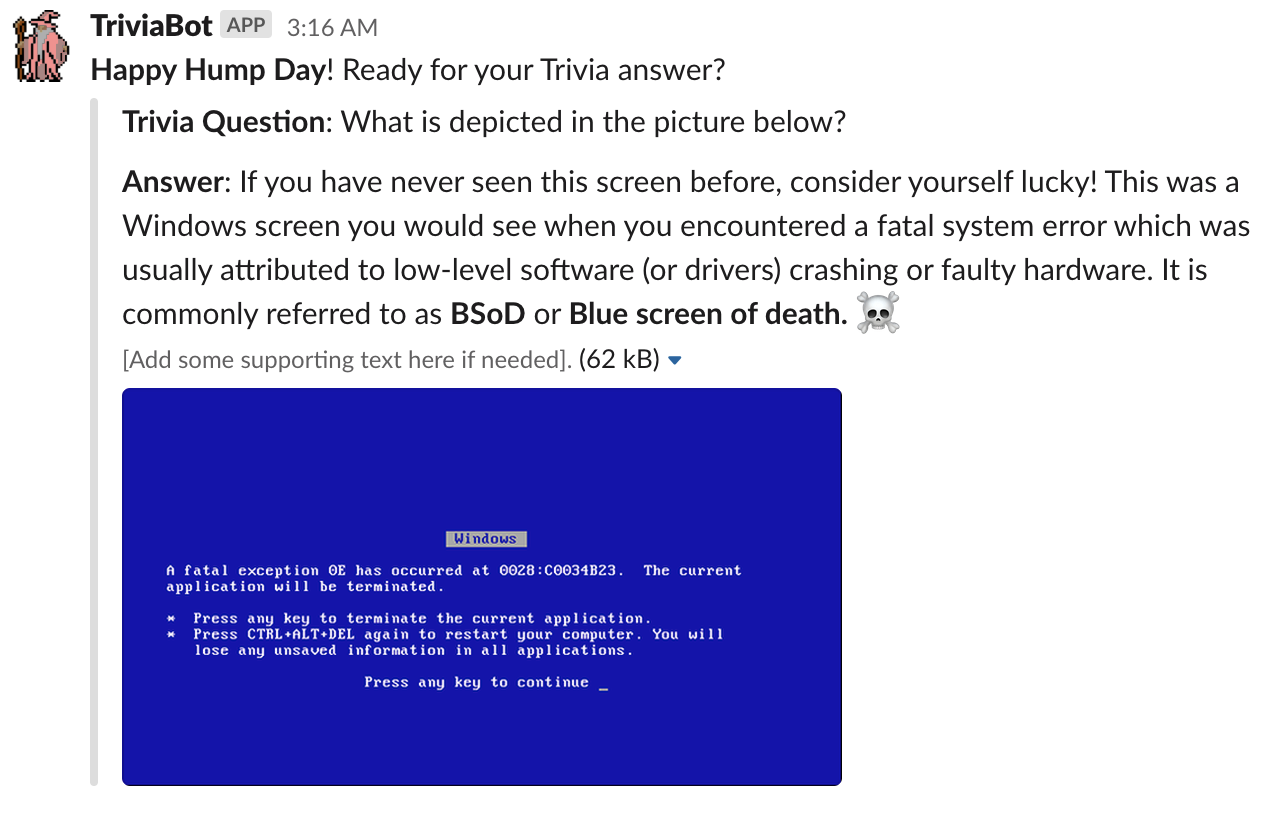 TriviaBot APP 3:16 AM
Happy Hump Day! Ready for your Trivia answer?
Trivia Question: What is depicted in the picture below?
Answer: If you have never seen this screen before, consider yourself lucky! This was a
Windows screen you would see when you encountered a fatal system error which was
usually attributed to low-level software (or drivers) crashing or faulty hardware. It is
commonly referred to as BSoD or Blue screen of death. ☠️
[Add some supporting text here if needed]. (62 kB)
Windows
A fatal exception 0E has occurred at 0028:C0034B23. The current
application will be terminated.
* Press any key to terminate the current application.
* Press CTRL+ALT+DEL again to restart your computer. You will
lose any unsaved information in all applications.
Press any key to continue _